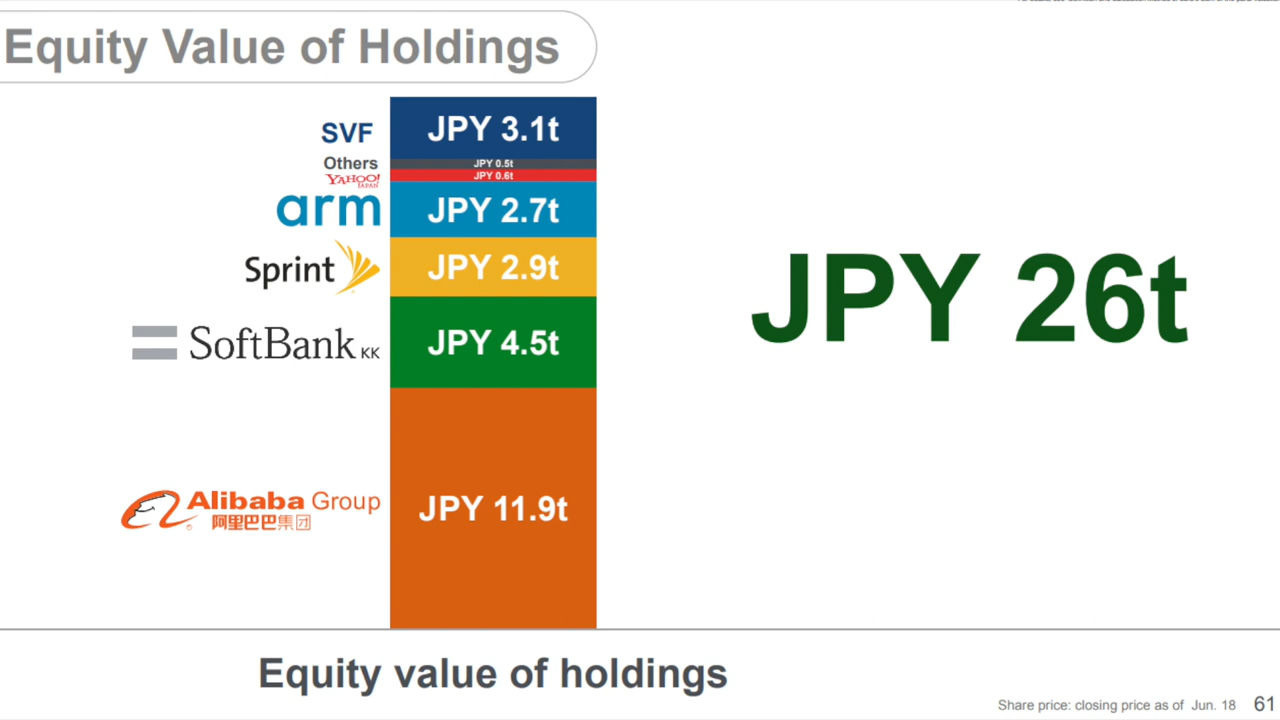 Equity Value of Holdings
SVF
JPY 3.1t
Others
JPY 0.5t
YAHOO!
JAPAN
JPY 0.6t
arm
JPY 2.7t
Sprint
JPY 2.9t
SoftBank KK
JPY 4.5t
Alibaba Group
阿里巴巴集团
JPY 11.9t
JPY 26t
Equity value of holdings
Share price: closing price as of Jun. 18
61